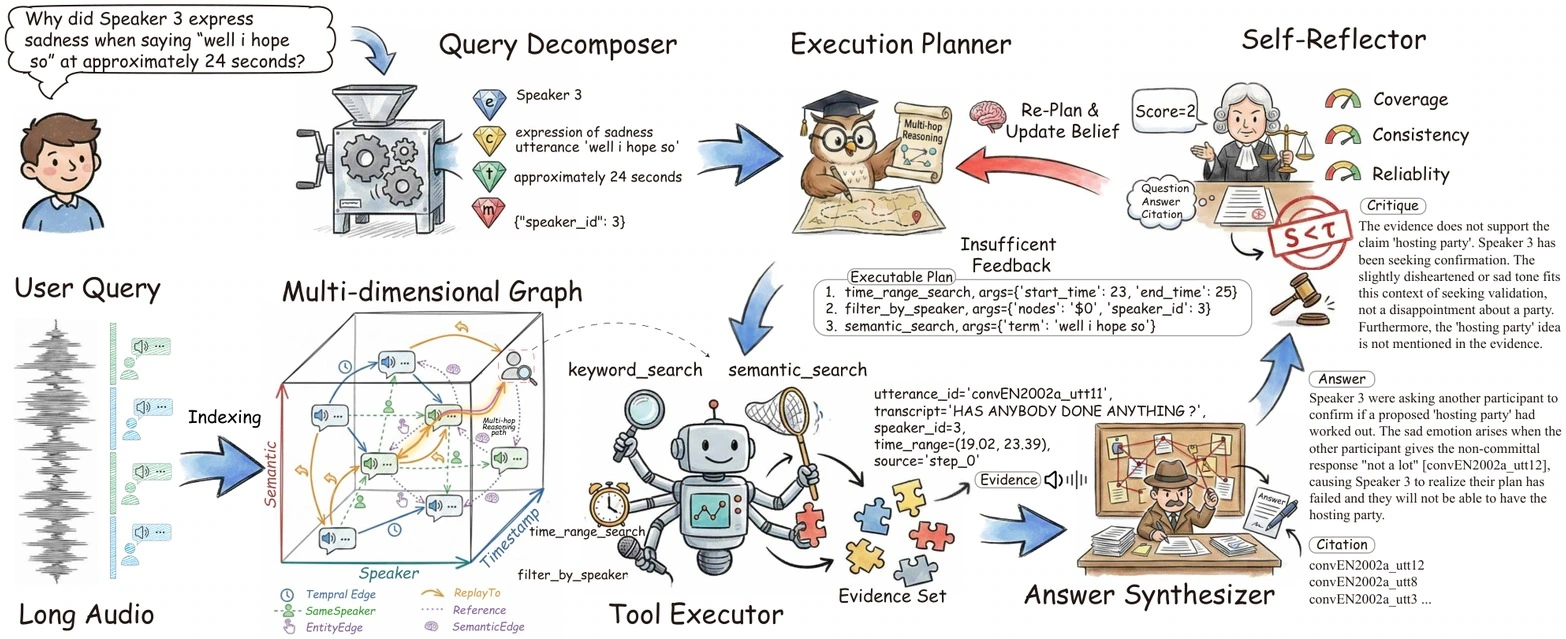 Why did Speaker 3 express
sadness when saying “well i hope
so” at approximately 24 seconds?
User Query
Query Decomposer
e
Speaker 3
c
expression of sadness
utterance 'well i hope so'
t
approximately 24 seconds
m
{"speaker_id": 3}
Execution Planner
Multi-hop
Reasoning
Re-Plan &
Update Belief
Insufficient
Feedback
Executable Plan
1. time_range_search, args={'start_time': 23, 'end_time': 25}
2. filter_by_speaker, args={'nodes': '$0', 'speaker_id': 3}
3. semantic_search, args={'term': 'well i hope so'}
Self-Reflector
Score=2
Coverage
Consistency
Reliablity
Question
Answer
Citation
S<τ
Critique
The evidence does not support the
claim 'hosting party'. Speaker 3 has
been seeking confirmation. The
slightly disheartened or sad tone fits
this context of seeking validation,
not a disappointment about a party.
Furthermore, the 'hosting party' idea
is not mentioned in the evidence.
Long Audio
Indexing
Multi-dimensional Graph
Semantic
Speaker
Timestamp
Multi-hop
Reasoning
path
Tempral Edge
SameSpeaker
EntityEdge
ReplayTo
Reference
SemanticEdge
keyword_search
semantic_search
time_range_search
filter_by_speaker
Tool Executor
utterance_id='convEN2002a_utt11',
transcript='HAS ANYBODY DONE ANYTHING ?',
speaker_id=3,
time_range=(19.02, 23.39),
source='step_0'
Evidence
Evidence Set
Answer Synthesizer
Answer
Answer
Speaker 3 were asking another participant to
confirm if a proposed 'hosting party' had
worked out. The sad emotion arises when the
other participant gives the non-committal
response "not a lot" [convEN2002a_utt12],
causing Speaker 3 to realize their plan has
failed and they will not be able to have the
hosting party.
Citation
convEN2002a_utt12
convEN2002a_utt8
convEN2002a_utt3 ...